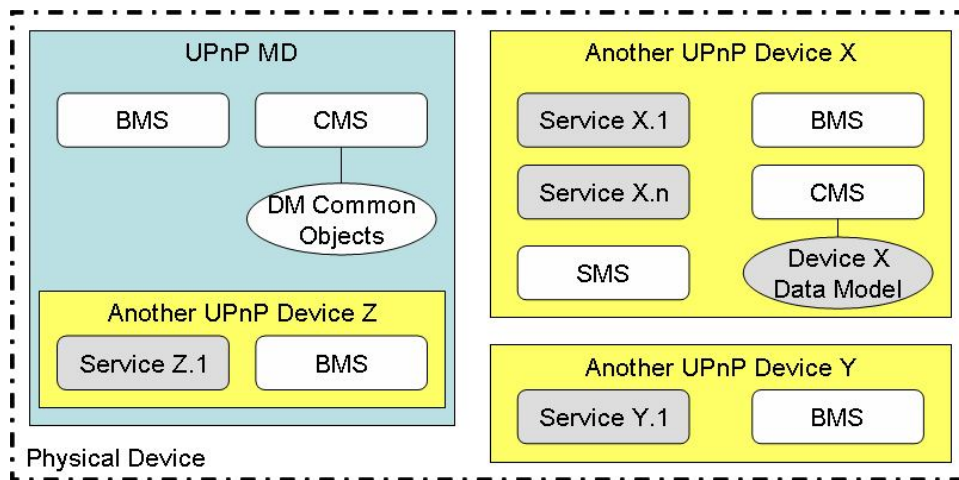 UPnP MD
BMS
CMS
DM Common
Objects
Another UPnP Device Z
Service Z.1
BMS
Another UPnP Device X
Service X.1
BMS
Service X.n
CMS
SMS
Device X
Data Model
Another UPnP Device Y
Service Y.1
BMS
Physical Device